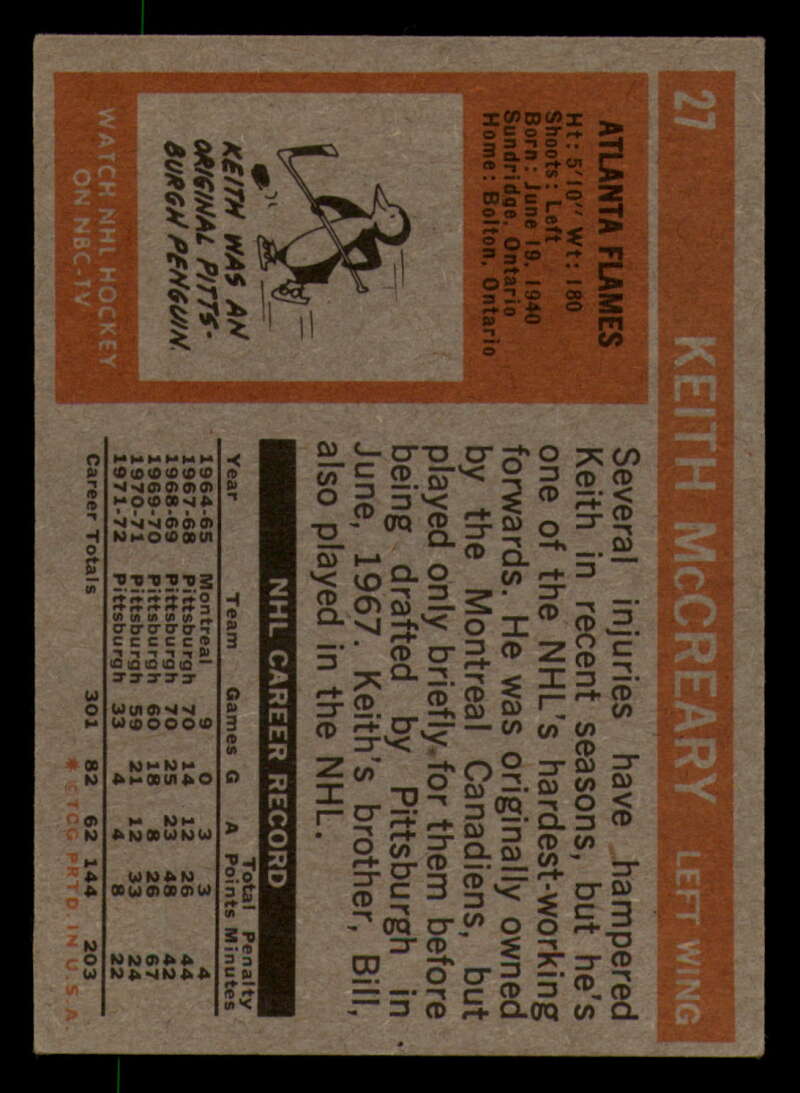 27 KEITH McCREARY LEFT WING
ATLANTA FLAMES
Ht: 5'10" Wt: 180
Shoots: Left
Born: June 19, 1940
Sundridge, Ontario
Home: Bolton, Ontario
KEITH WAS AN
ORIGINAL PITTS-
BURGH PENGUIN.
WATCH NHL HOCKEY
ON NBC-TV
Several injuries have hampered
Keith in recent seasons, but he's
one of the NHL's hardest-working
forwards. He was originally owned
by the Montreal Canadiens, but
played only briefly for them before
being drafted by Pittsburgh in
June, 1967. Keith's brother, Bill,
also played in the NHL.
NHL CAREER RECORD
Total Penalty
Year Team Games G A Points Minutes
1964-65 Montreal 9 0 3 3 4
1967-68 Pittsburgh 70 14 12 26 44
1968-69 Pittsburgh 70 25 23 48 42
1969-70 Pittsburgh 60 18 8 26 67
1970-71 Pittsburgh 59 21 12 33 24
1971-72 Pittsburgh 33 4 4 8 22
Career Totals 301 82 62 144 203
* © T.C.G. PRTD. IN U.S.A.